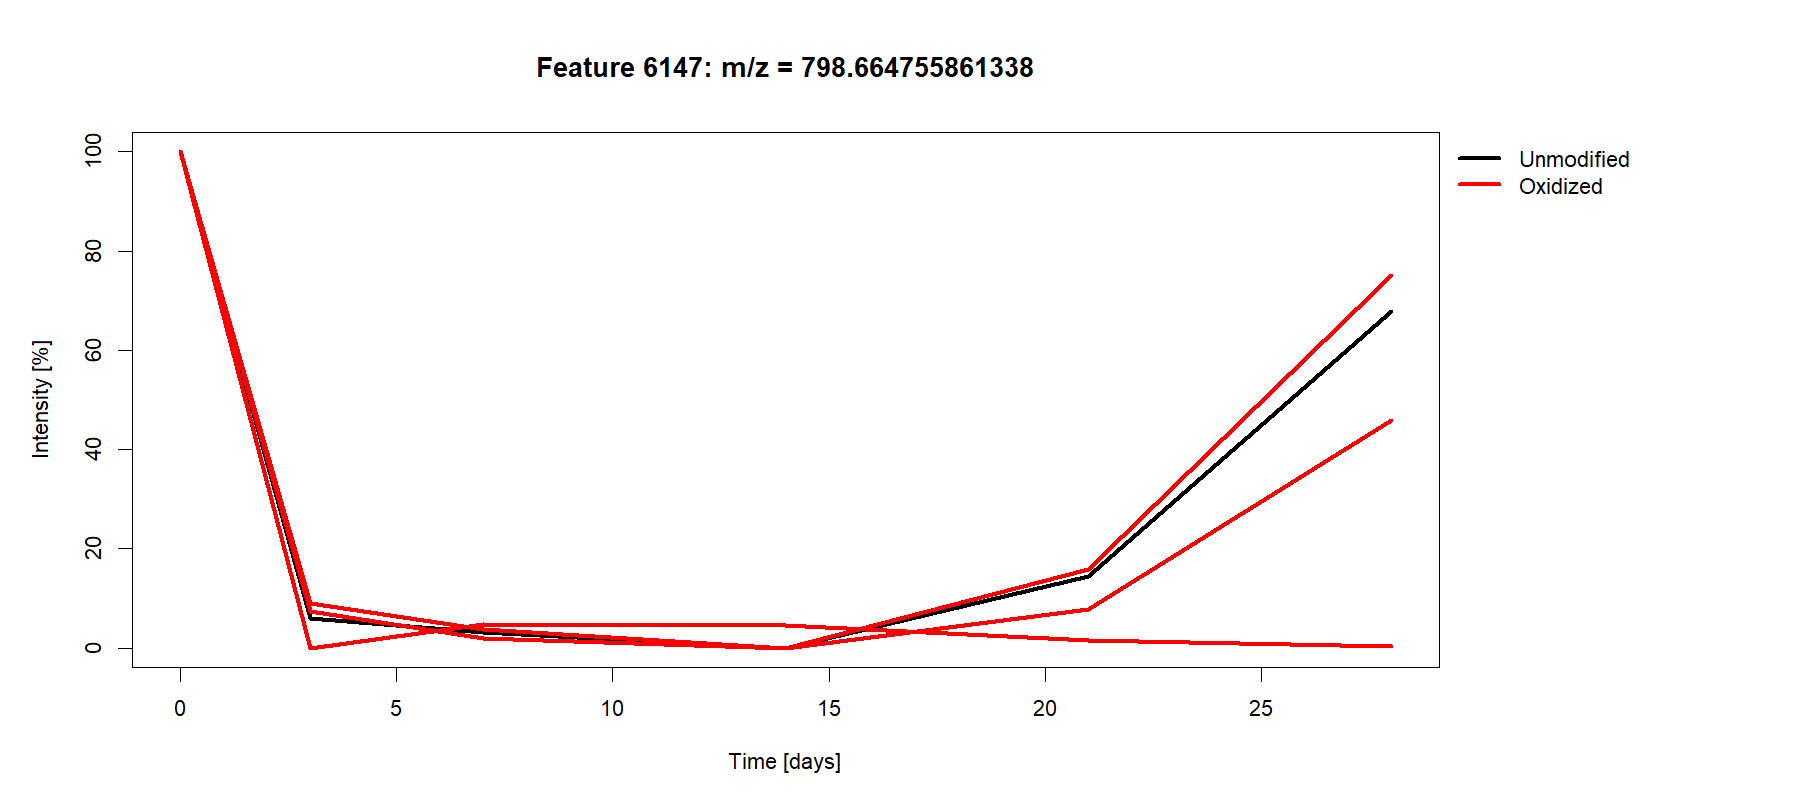 Feature 6147: m/z = 798.664755861338
Unmodified
Oxidized
Intensity [%]
100
80
60
40
20
0
0 5 10 15 20 25
Time [days]